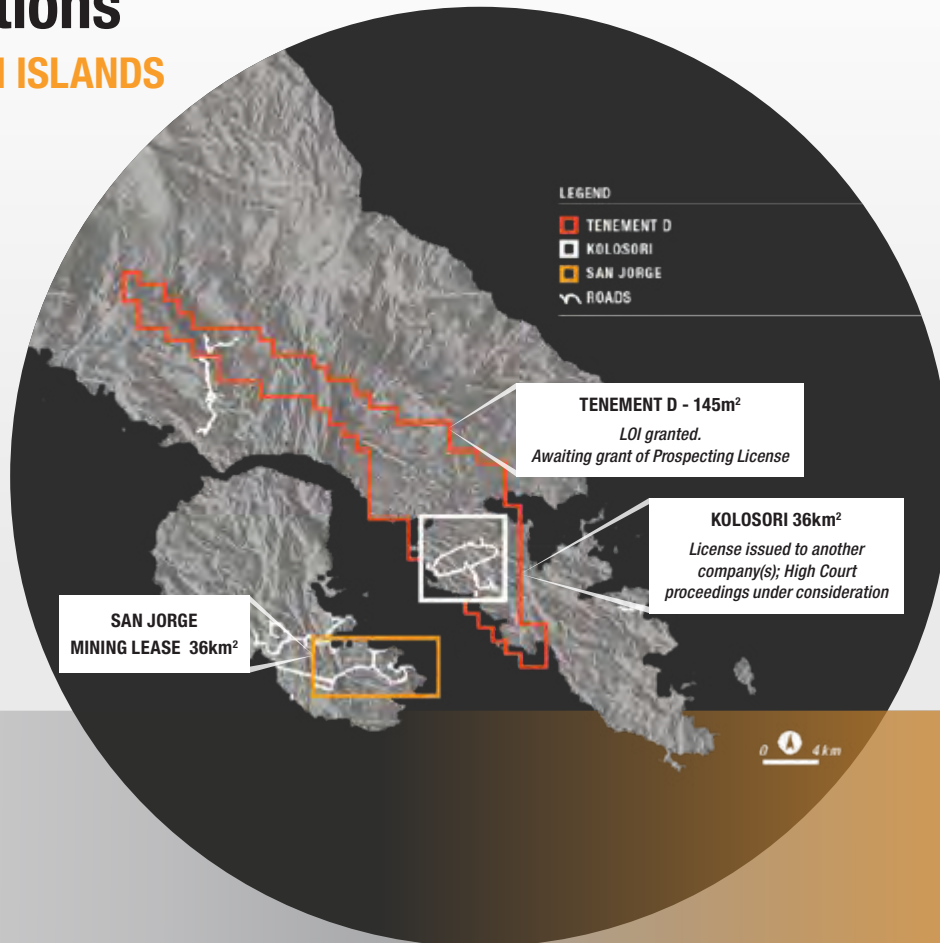 tions
ISLANDS
LEGEND
TENEMENT D
KOLOSORI
SAN JORGE
ROADS
TENEMENT D - 145m²
LOI granted.
Awaiting grant of Prospecting License
KOLOSORI 36km²
License issued to another
company(s); High Court
proceedings under consideration
SAN JORGE
MINING LEASE 36km²
0 4km